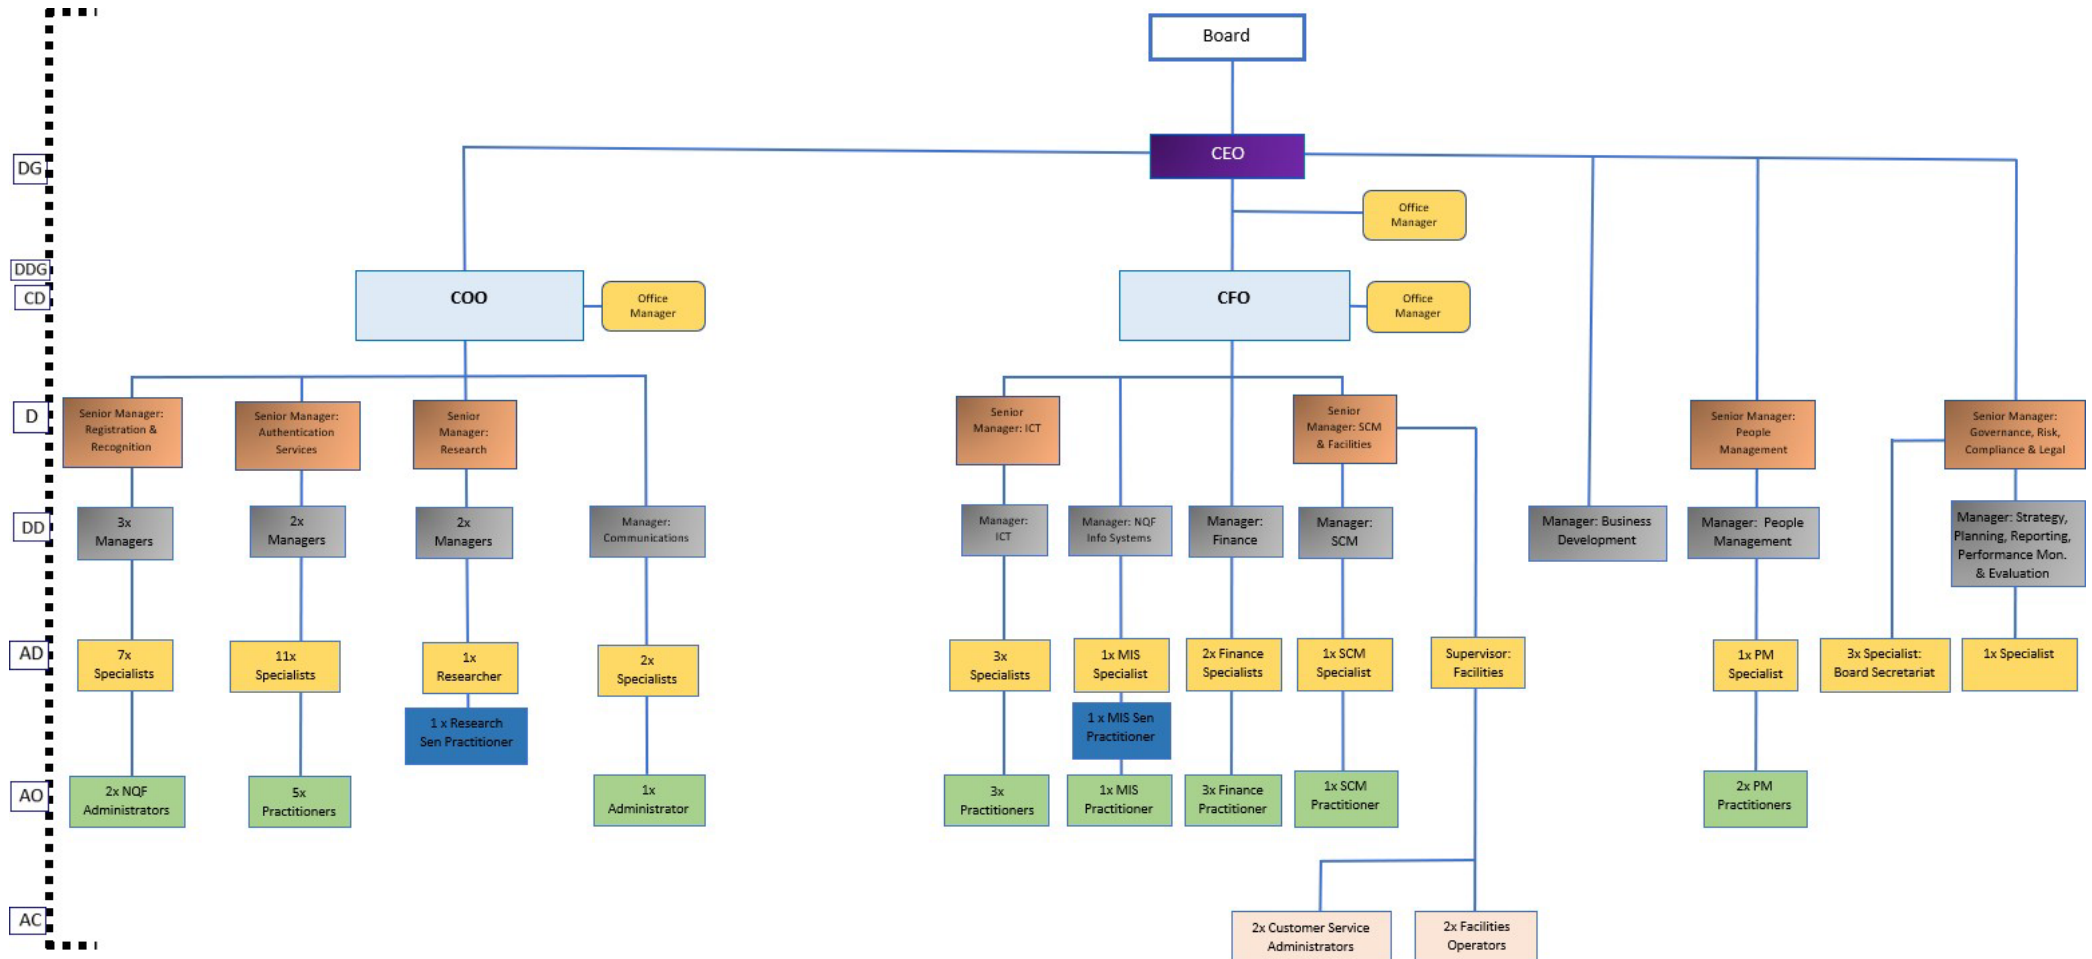 Board
DG
CEO
Office
Manager
DDG
CD
COO
Office
Manager
CFO
Office
Manager
D
Senior Manager:
Registration &
Recognition
Senior Manager:
Authentication
Services
Senior
Manager:
Research
Senior
Manager: ICT
Senior
Manager: SCM
& Facilities
Senior Manager:
People
Management
Senior Manager:
Governance, Risk,
Compliance & Legal
DD
3x
Managers
2x
Managers
2x
Managers
Manager:
Communications
Manager:
ICT
Manager: NQF
Info Systems
Manager:
Finance
Manager:
SCM
Manager: Business
Development
Manager: People
Management
Manager: Strategy,
Planning, Reporting,
Performance Mon.
& Evaluation
AD
7x
Specialists
11x
Specialists
1x
Researcher
2x
Specialists
3x
Specialists
1x MIS
Specialist
2x Finance
Specialists
1x SCM
Specialist
Supervisor:
Facilities
1x PM
Specialist
3x Specialist:
Board Secretariat
1x Specialist
1 x Research
Sen Practitioner
1 x MIS Sen
Practitioner
AO
2x NQF
Administrators
5x
Practitioners
1x
Administrator
3x
Practitioners
1x MIS
Practitioner
3x Finance
Practitioner
1x SCM
Practitioner
2x PM
Practitioners
AC
2x Customer Service
Administrators
2x Facilities
Operators